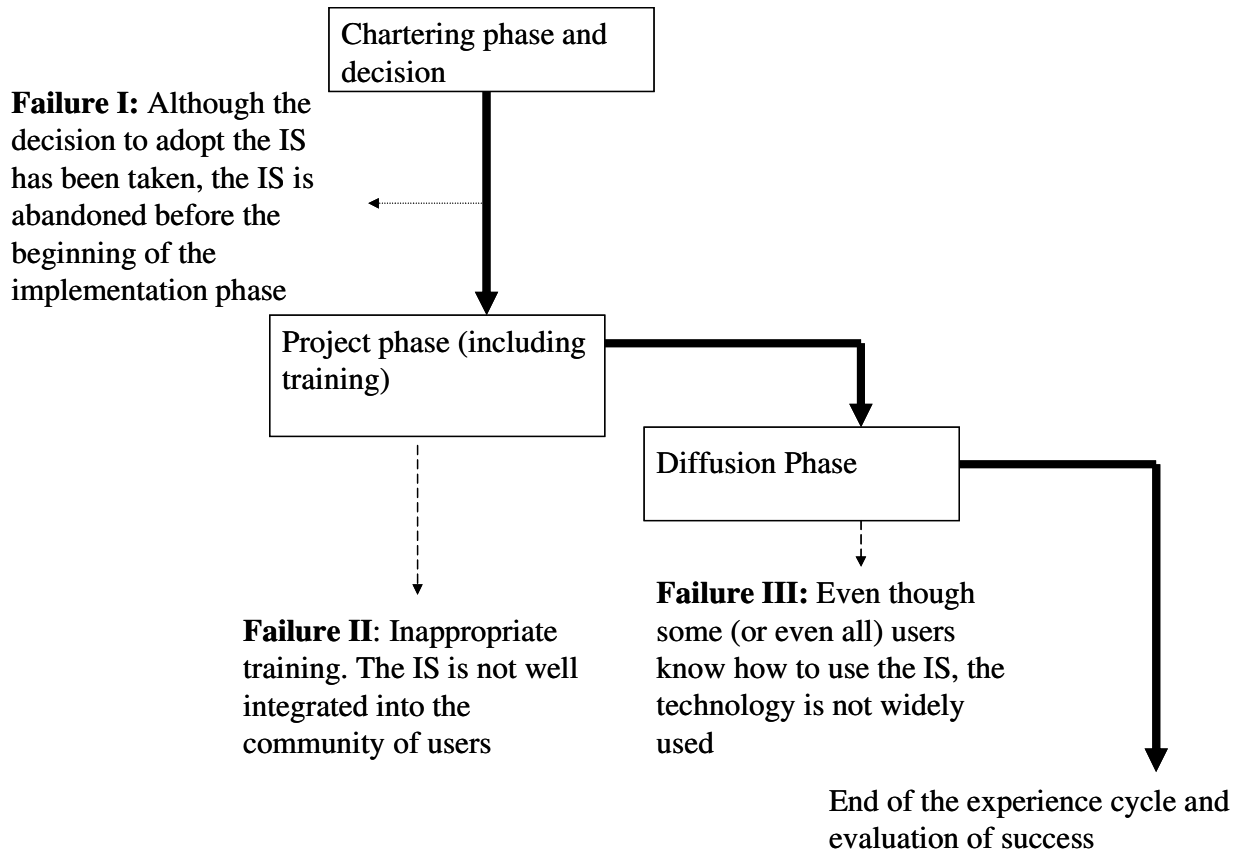 Chartering phase and
decision
Failure I: Although the
decision to adopt the IS
has been taken, the IS is
abandoned before the
beginning of the
implementation phase
Project phase (including
training)
Diffusion Phase
Failure II: Inappropriate
training. The IS is not well
integrated into the
community of users
Failure III: Even though
some (or even all) users
know how to use the IS, the
technology is not widely
used
End of the experience cycle and
evaluation of success